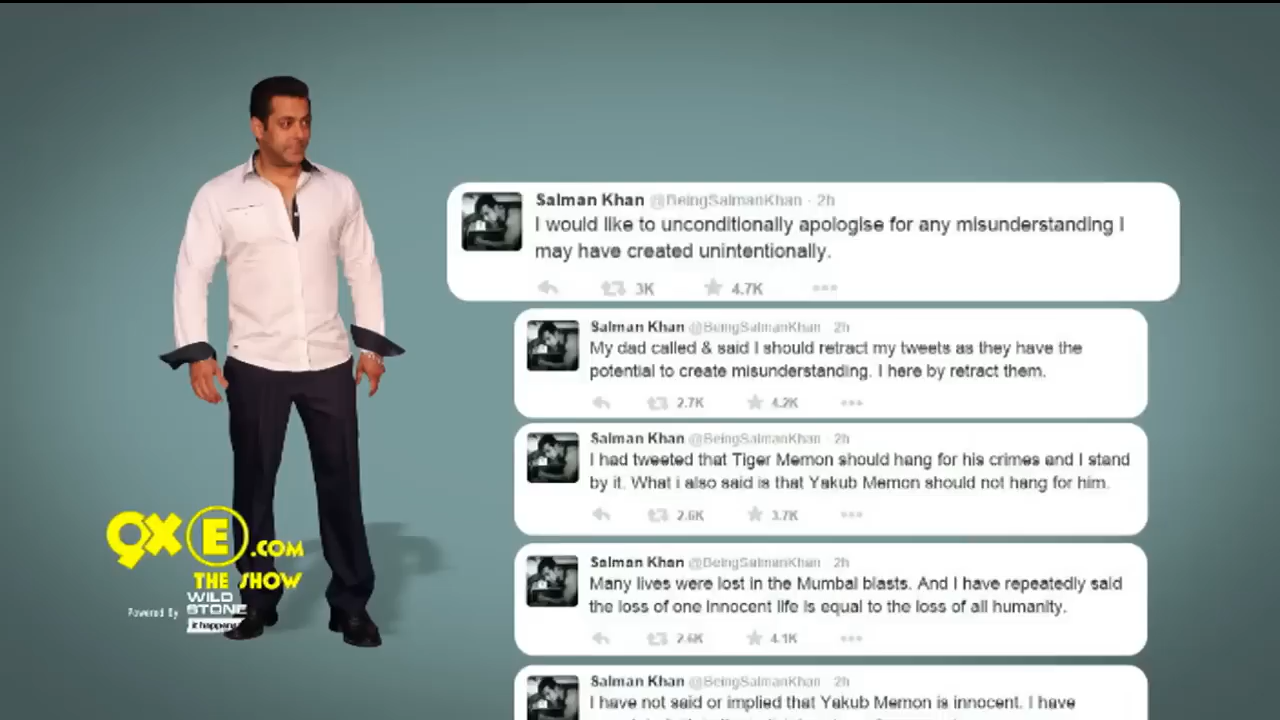 Salman Khan @BeingSalmanKhan · 2h
I would like to unconditionally apologise for any misunderstanding I
may have created unintentionally.
3K 4.7K
Salman Khan @BeingSalmanKhan · 2h
My dad called & said I should retract my tweets as they have the
potential to create misunderstanding. I here by retract them.
2.7K 4.2K
Salman Khan @BeingSalmanKhan · 2h
I had tweeted that Tiger Memon should hang for his crimes and I stand
by it. What i also said is that Yakub Memon should not hang for him.
2.6K 3.7K
Salman Khan @BeingSalmanKhan · 2h
Many lives were lost in the Mumbai blasts. And I have repeatedly said
the loss of one innocent life is equal to the loss of all humanity.
2.6K 4.1K
Salman Khan @BeingSalmanKhan · 2h
I have not said or implied that Yakub Memon is innocent. I have
9XE.COM
THE SHOW
Powered By WILD
STONE
it happens